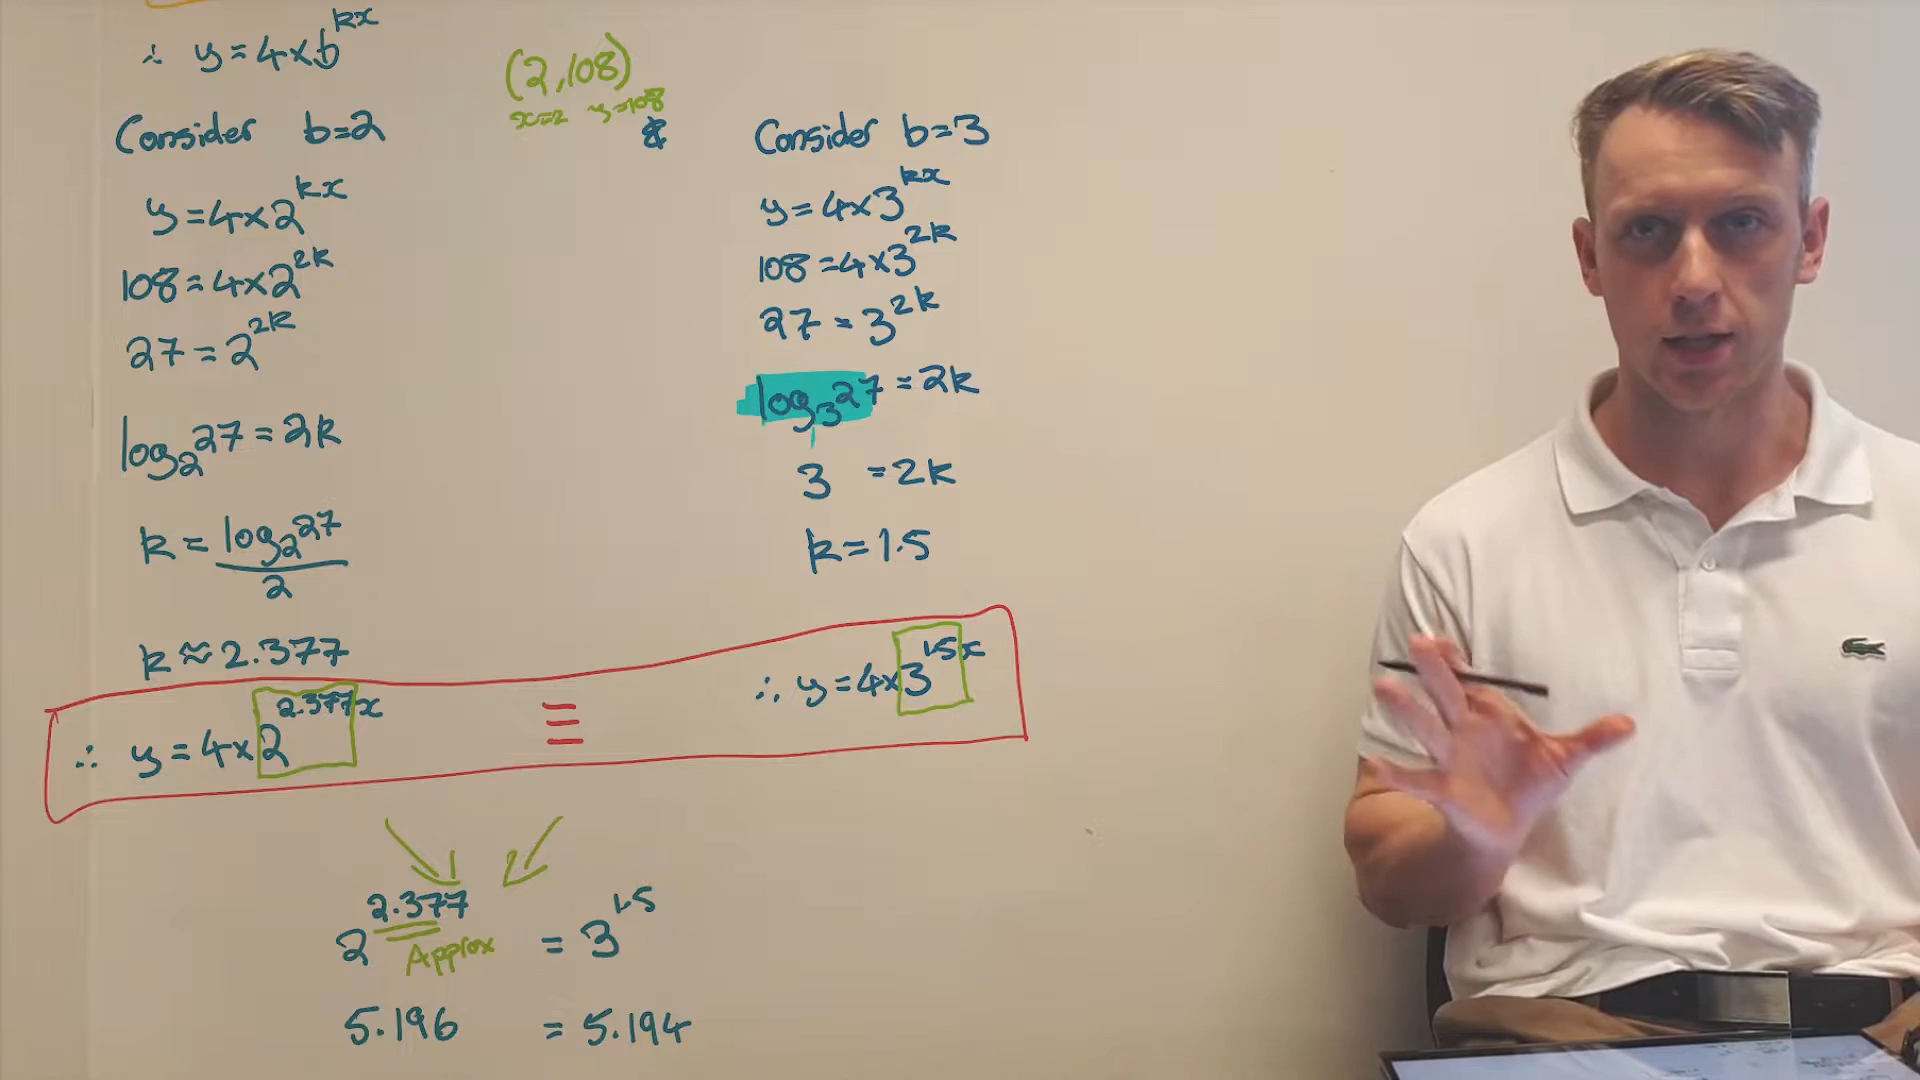 ∴ y = 4×b^kx
(2,108)
x=2 y=108
&
Consider b=2
y = 4×2^kx
108 = 4×2^2k
27 = 2^2k
log₂27 = 2k
k = log₂27 / 2
k ≈ 2.377
∴ y = 4×2^2.377x
Consider b=3
y = 4×3^kx
108 = 4×3^2k
27 = 3^2k
log₃27 = 2k
3 = 2k
k = 1.5
≡
∴ y = 4×3^1.5x
2^2.377 = 3^1.5
Approx
5.196 = 5.194